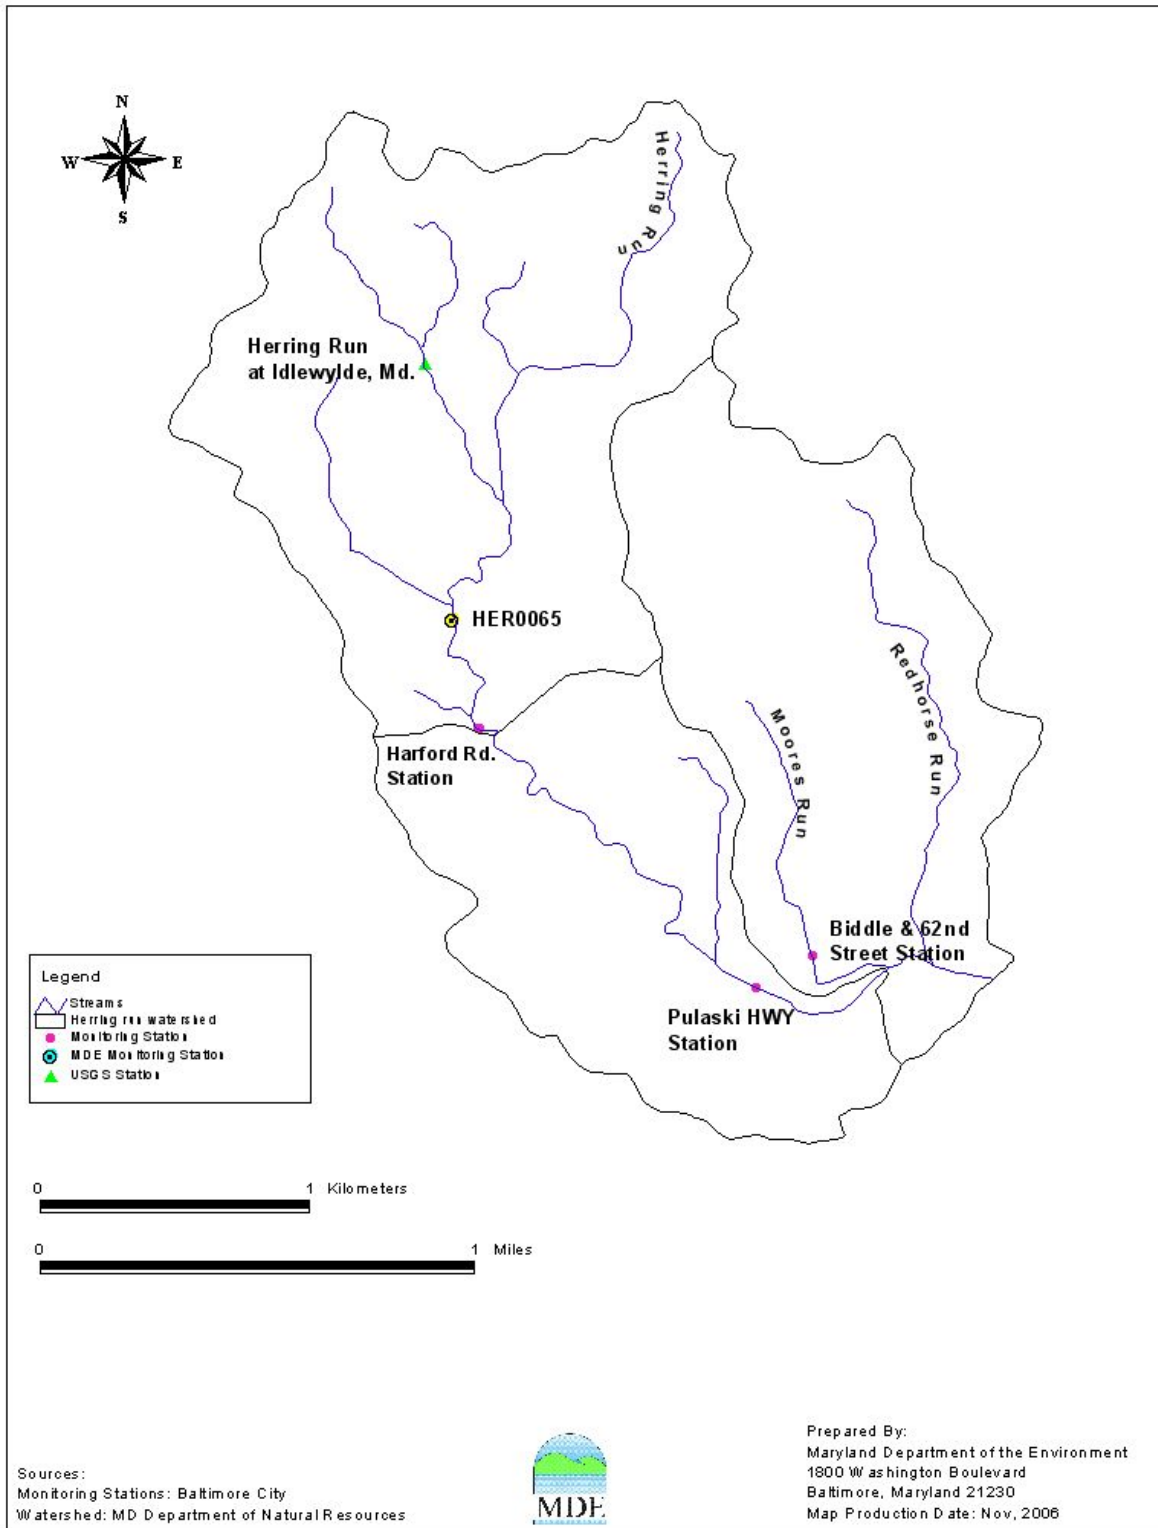 N
W E
S
Herring Run
Herring Run
at Idlewylde, Md.
HER0065
Redhorse Run
Moores Run
Harford Rd.
Station
Biddle & 62nd
Street Station
Pulaski HWY
Station
Legend
Streams
Herring run watershed
Monitoring Station
MDE Monitoring Station
USGS Station
0 1 Kilometers
0 1 Miles
Sources:
Monitoring Stations: Baltimore City
Watershed: MD Department of Natural Resources
MDE
Prepared By:
Maryland Department of the Environment
1800 Washington Boulevard
Baltimore, Maryland 21230
Map Production Date: Nov, 2006